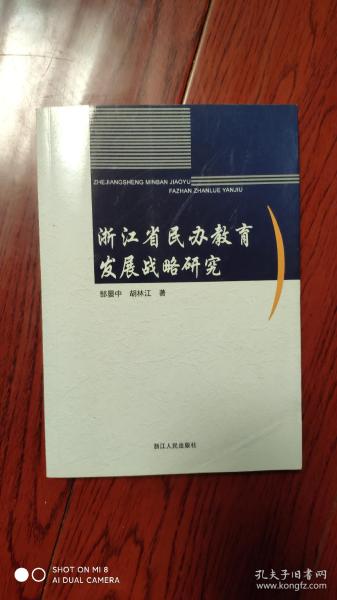 ZHEJIANGSHENG MINBAN JIAOYU
FAZHAN ZHANLUE YANJIU
浙江省民办教育
发展战略研究
郜晏中 胡林江 著
浙江人民出版社
SHOT ON MI 8
AI DUAL CAMERA
孔夫子旧书网
www.kongfz.com